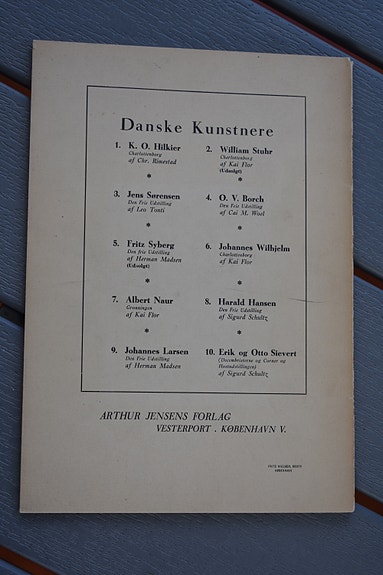 Danske Kunstnere
1. K. O. Hilkier
Charlottenborg
af Chr. Rimestad
*
2. William Stuhr
Charlottenborg
af Kai Flor
(Udsolgt)
*
3. Jens Sørensen
Den Frie Udstilling
af Leo Tonti
*
4. O. V. Borch
Den Frie Udstilling
af Cai M. Woel
*
5. Fritz Syberg
Den frie Udstilling
af Herman Madsen
(Udsolgt)
*
6. Johannes Wilhjelm
Charlottenborg
af Kai Flor
*
7. Albert Naur
Grønningen
af Kai Flor
*
8. Harald Hansen
Den Frie Udstilling
af Sigurd Schultz
*
9. Johannes Larsen
Den Frie Udstilling
af Herman Madsen
10. Erik og Otto Sievert
(Decembristerne og Corner og
Høstudstillingen)
af Sigurd Schultz
ARTHUR JENSENS FORLAG
VESTERPORT . KØBENHAVN V.